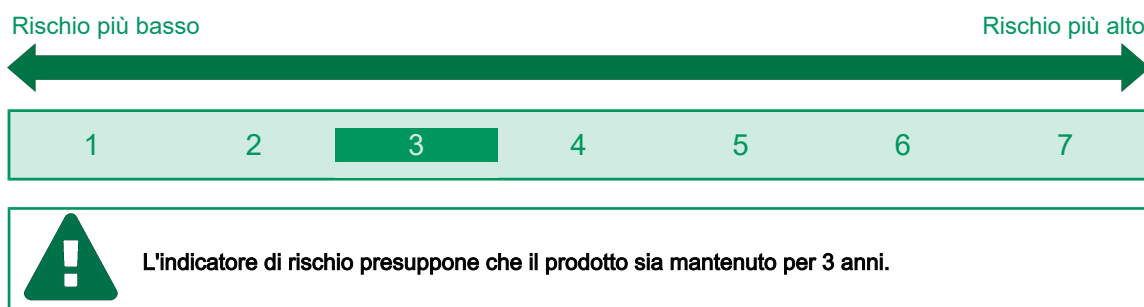 Rischio più basso Rischio più alto
1 2 3 4 5 6 7
L'indicatore di rischio presuppone che il prodotto sia mantenuto per 3 anni.